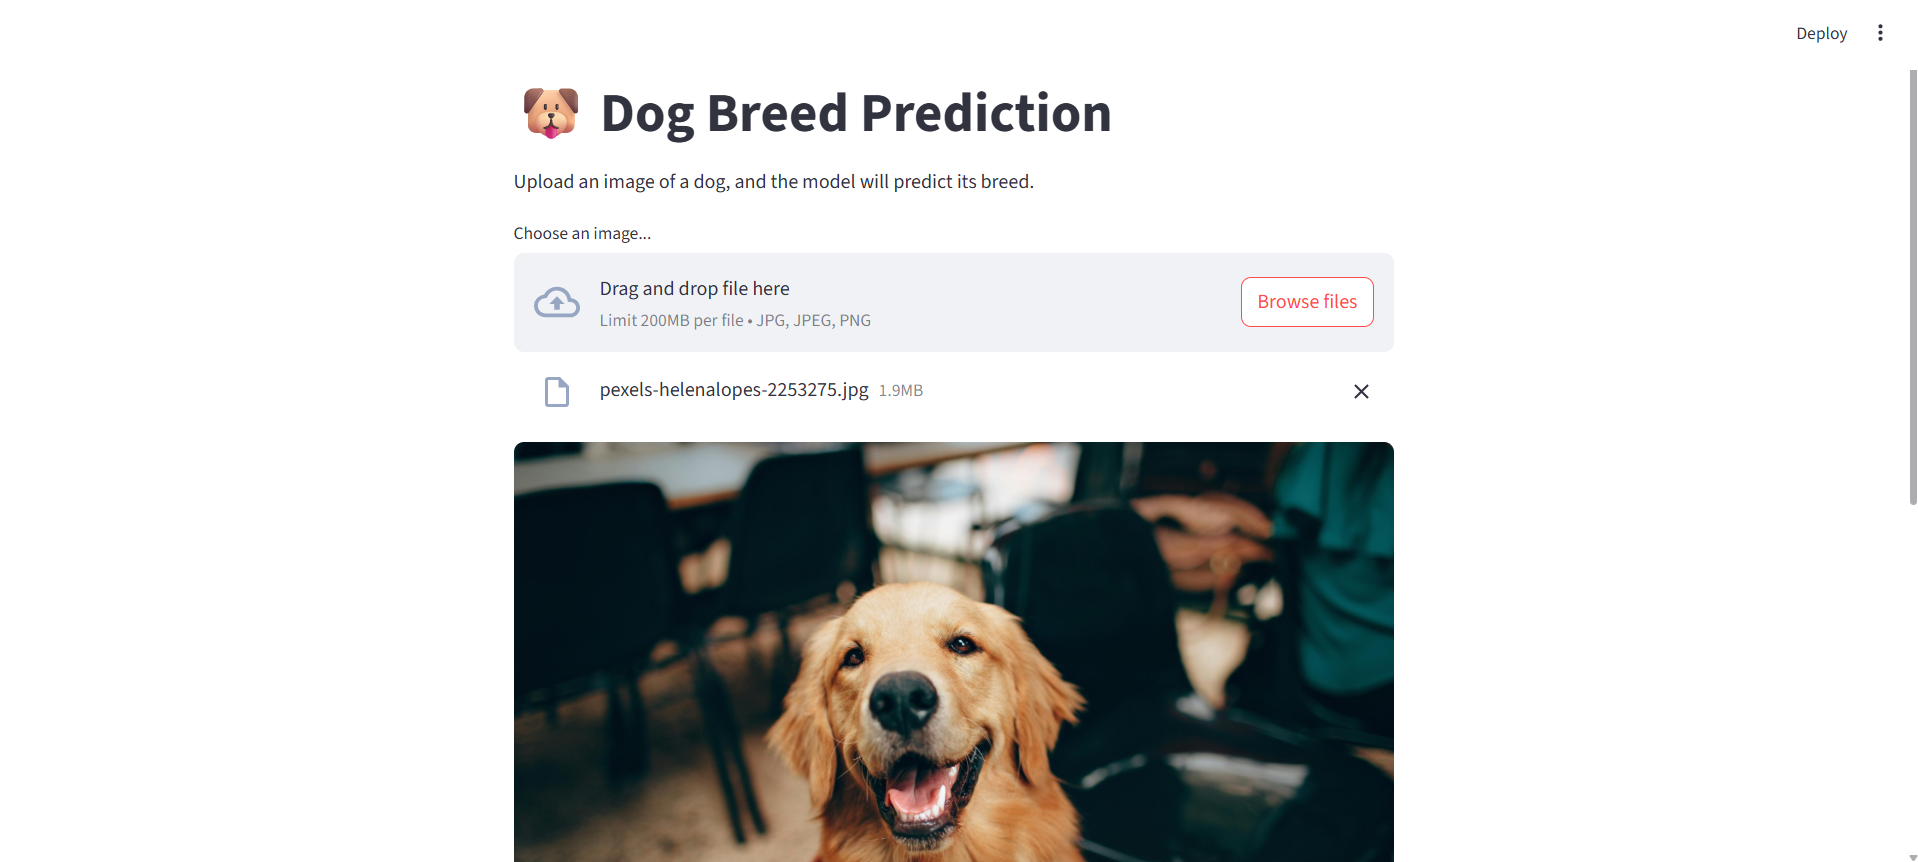 Deploy
Dog Breed Prediction
Upload an image of a dog, and the model will predict its breed.
Choose an image...
Drag and drop file here
Limit 200MB per file • JPG, JPEG, PNG
Browse files
pexels-helenalopes-2253275.jpg 1.9MB